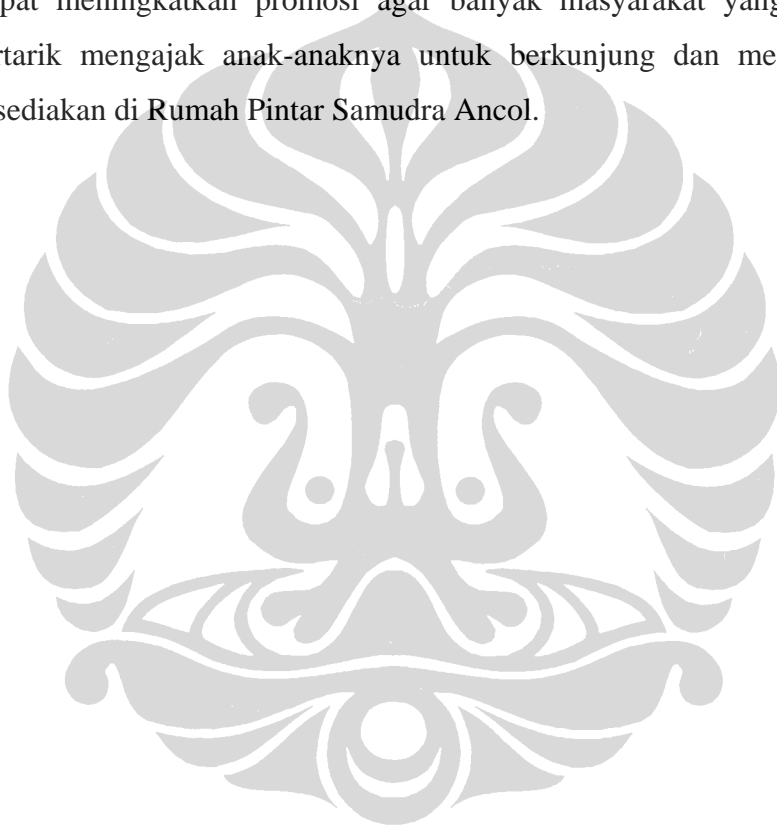 pat meningkatkan promosi agar banyak masyarakat yang
rtarik mengajak anak-anaknya untuk berkunjung dan me
sediakan di Rumah Pintar Samudra Ancol.